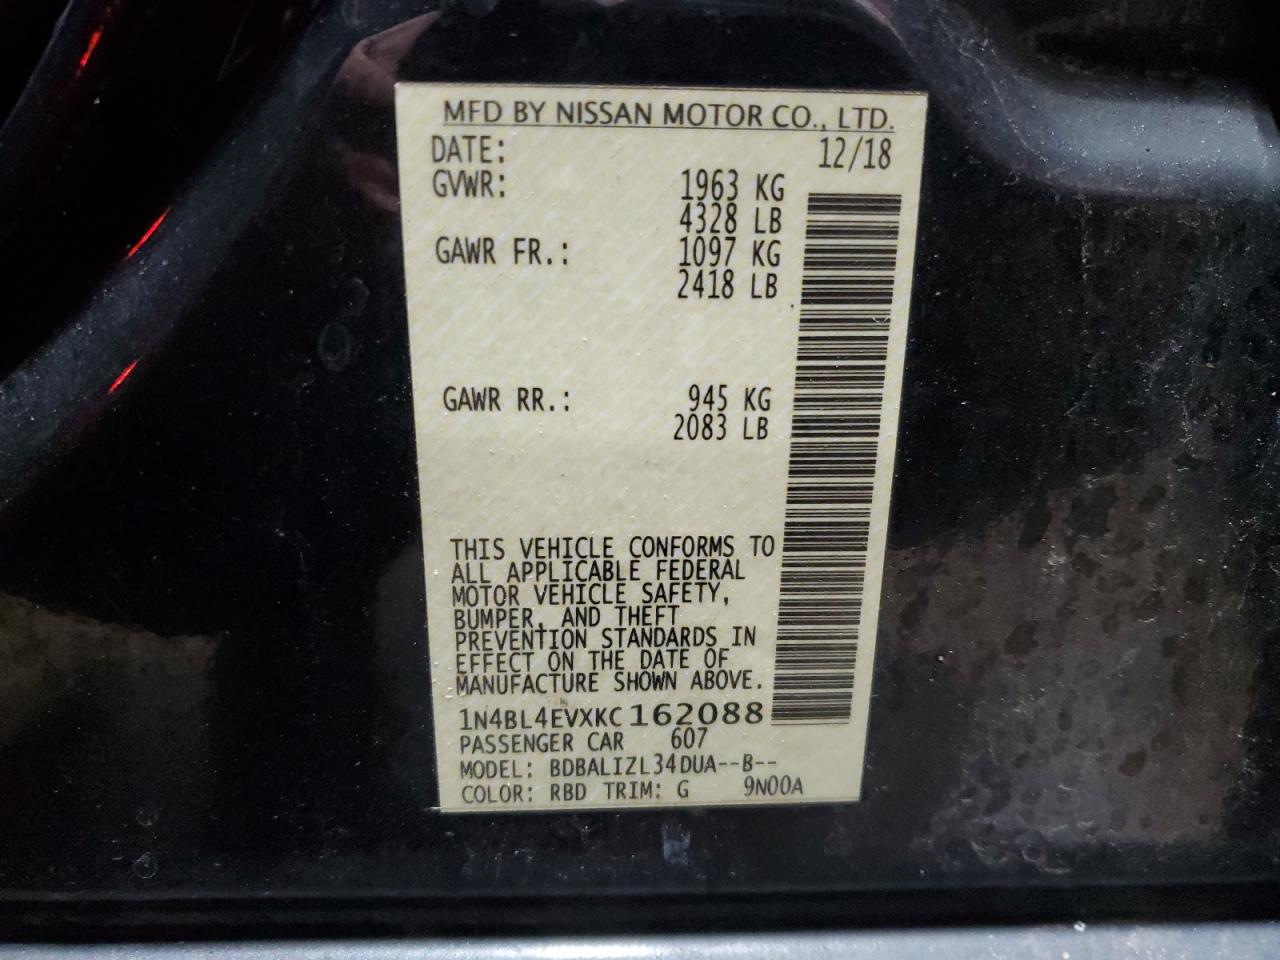 MFD BY NISSAN MOTOR CO., LTD.
DATE: 12/18
GVWR: 1963 KG
4328 LB
GAWR FR.: 1097 KG
2418 LB
GAWR RR.: 945 KG
2083 LB
THIS VEHICLE CONFORMS TO
ALL APPLICABLE FEDERAL
MOTOR VEHICLE SAFETY,
BUMPER, AND THEFT
PREVENTION STANDARDS IN
EFFECT ON THE DATE OF
MANUFACTURE SHOWN ABOVE.
1N4BL4EVXKC162088
PASSENGER CAR 607
MODEL: BDBALIZL34DUA--B--
COLOR: RBD TRIM: G 9N00A